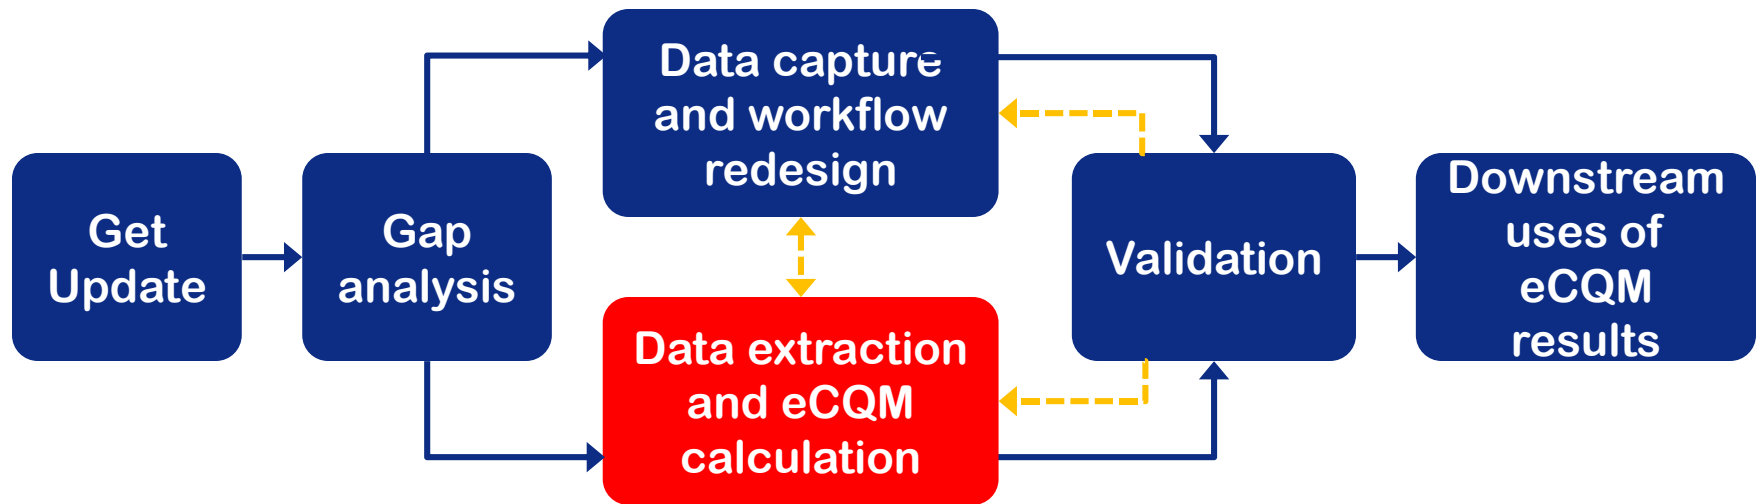 Get
Update
Gap
analysis
Data capture
and workflow
redesign
Data extraction
and eCQM
calculation
Validation
Downstream
uses of
eCQM
results